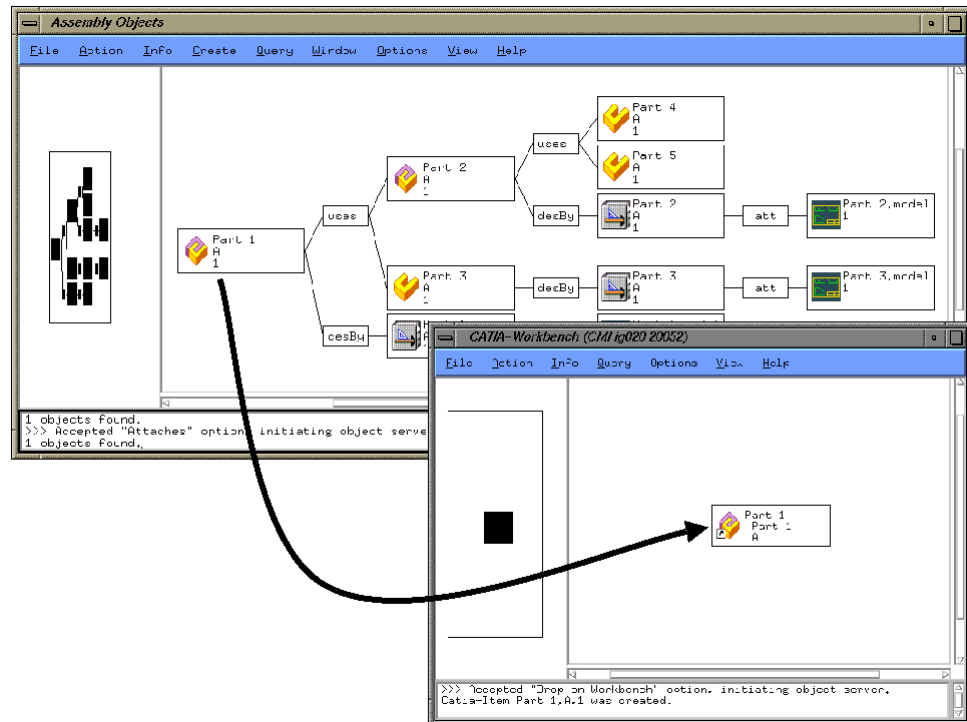 Assembly Objects
File Action Info Create Query Window Options View Help
Part 4
A
1
uses
Part 5
A
1
Part 2
A
desBy
Part 2
A
1
att
Part 2,model
1
uses
Part 1
A
1
Part 3
A
1
desBy
Part 3
A
1
att
Part 3,model
1
desBy
CATIA-Workbench
File Action Info Query Options View Help
1 objects found.
>>> Accepted "Attaches" option, initiating object serve
1 objects found.
Part 1
Part 1
A
>>> Accepted "Drop on Workbench" option, initiating object server.
Catia-Item Part 1,A,1 was created.